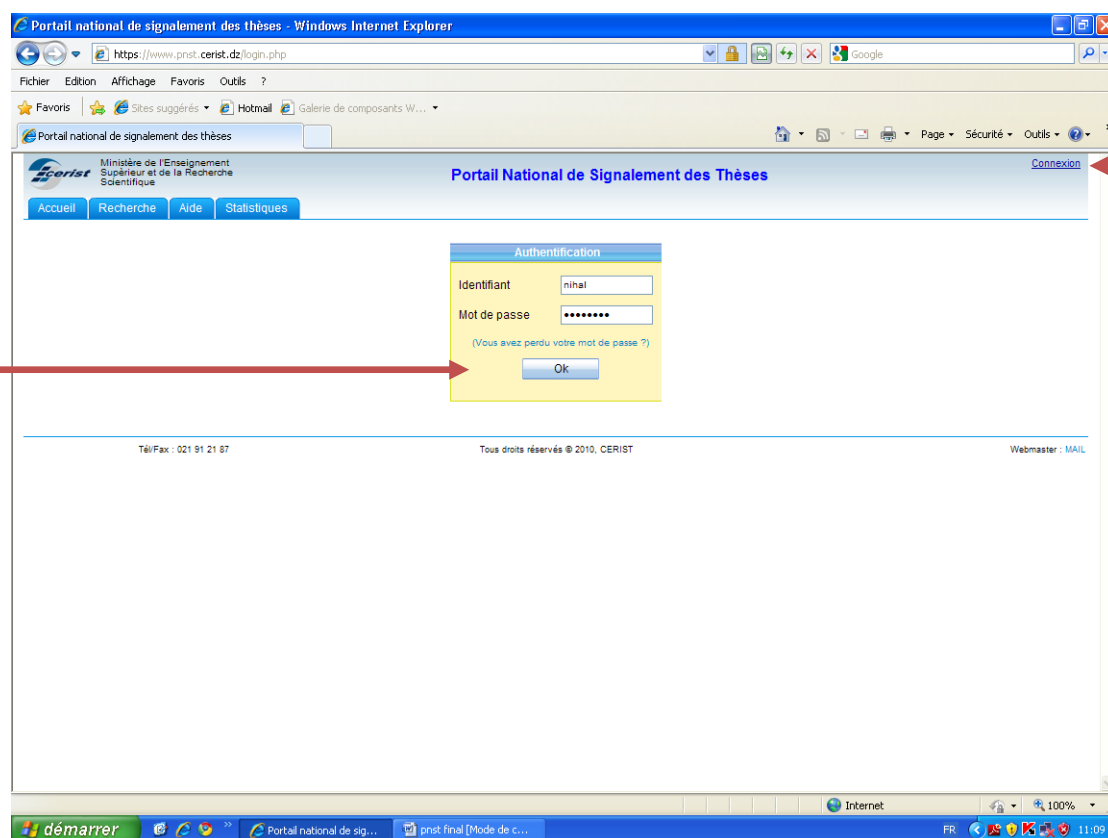 Portail national de signalement des thèses - Windows Internet Explorer
https://www.pnst.cerist.dz/login.php
Google
Fichier Edition Affichage Favoris Outils ?
Favoris Sites suggérés Hotmail Galerie de composants W...
Portail national de signalement des thèses
Page Sécurité Outils
cerist
Ministère de l'Enseignement
Supérieur et de la Recherche
Scientifique
Portail National de Signalement des Thèses
Connexion
Accueil Recherche Aide Statistiques
Authentification
Identifiant nihal
Mot de passe ••••••••
(Vous avez perdu votre mot de passe ?)
Ok
Tél/Fax : 021 91 21 87 Tous droits réservés © 2010, CERIST Webmaster : MAIL
Internet 100%
démarrer Portail national de sig... pnst final [Mode de c... FR 11:09